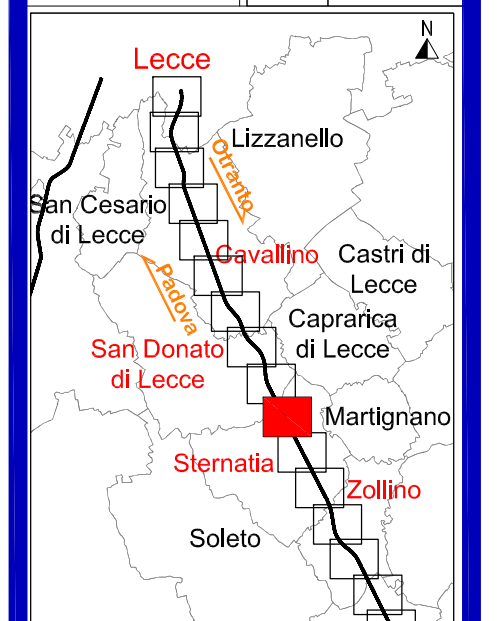 N
Lecce
Lizzanello
Otranto
San Cesario
di Lecce
Cavallino
Castri di
Lecce
Padova
Caprarica
di Lecce
San Donato
di Lecce
Martignano
Sternatia
Zollino
Soleto